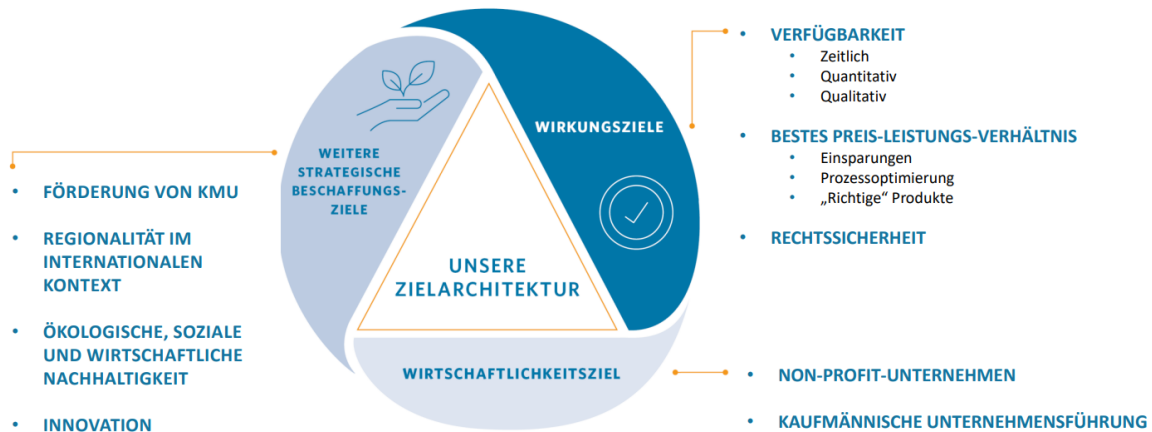 WEITERE
STRATEGISCHE
BESCHAFFUNGS-
ZIELE
• FÖRDERUNG VON KMU
• REGIONALITÄT IM
INTERNATIONALEN
KONTEXT
• ÖKOLOGISCHE, SOZIALE
UND WIRTSCHAFTLICHE
NACHHALTIGKEIT
• INNOVATION
UNSERE
ZIELARCHITEKTUR
WIRKUNGSZIELE
• VERFÜGBARKEIT
• Zeitlich
• Quantitativ
• Qualitativ
• BESTES PREIS-LEISTUNGS-VERHÄLTNIS
• Einsparungen
• Prozessoptimierung
• „Richtige“ Produkte
• RECHTSSICHERHEIT
WIRTSCHAFTLICHKEITSZIEL
• NON-PROFIT-UNTERNEHMEN
• KAUFMÄNNISCHE UNTERNEHMENSFÜHRUNG